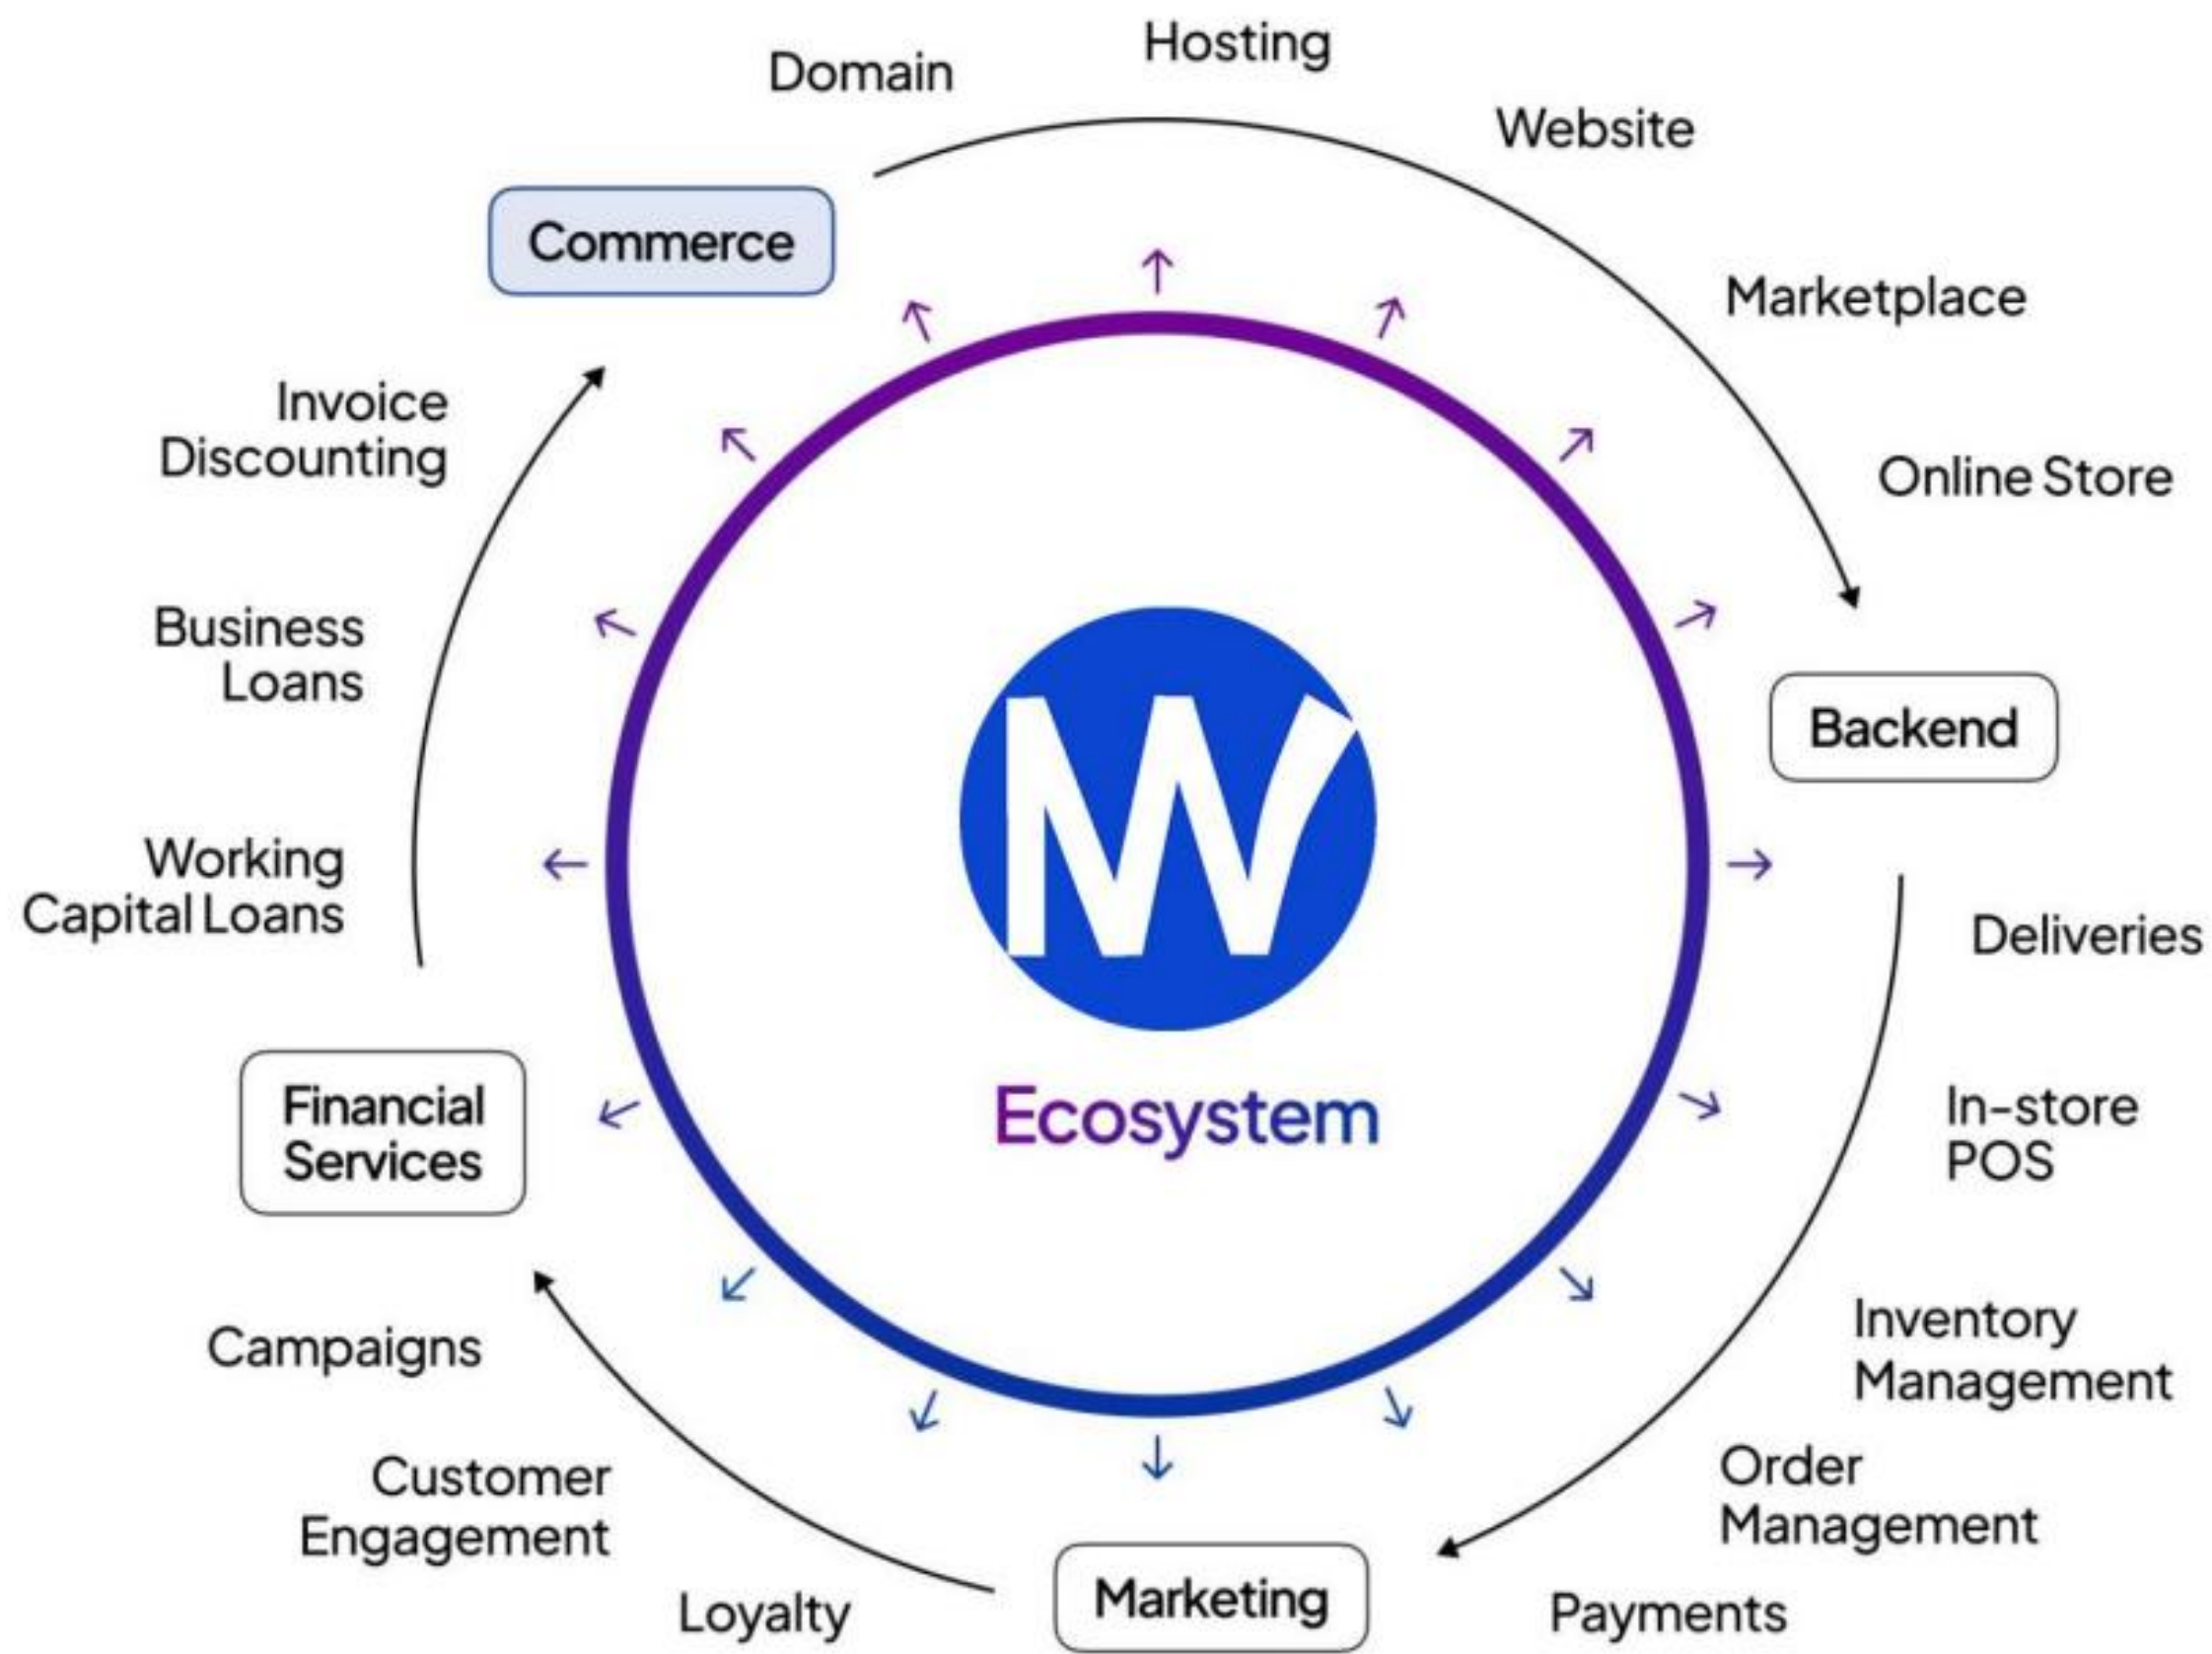 Hosting
Domain
Website
Commerce
Marketplace
Invoice
Discounting
Online Store
Business
Loans
Backend
Working
Capital Loans
Deliveries
Ecosystem
Financial
Services
In-store
POS
Campaigns
Inventory
Management
Customer
Engagement
Order
Management
Loyalty
Marketing
Payments